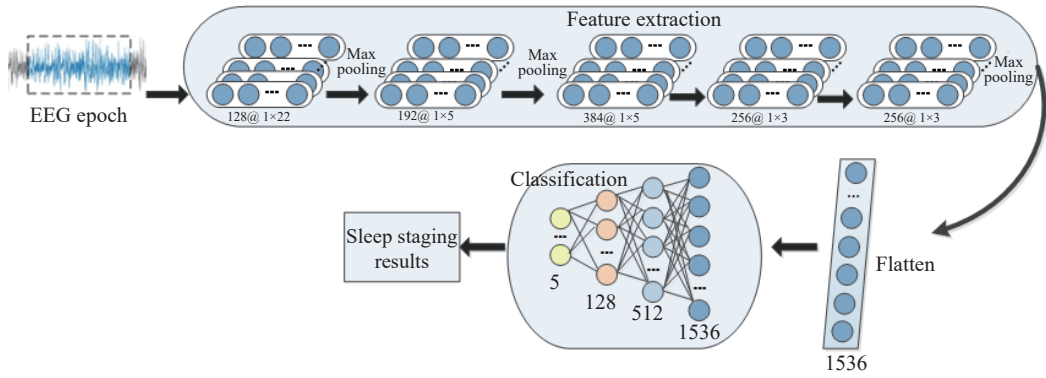 Feature extraction
EEG epoch
Max
pooling
Max
pooling
Max
pooling
128@ 1×22
192@ 1×5
384@ 1×5
256@ 1×3
256@ 1×3
Classification
5
128
512
1536
Sleep staging
results
Flatten
1536